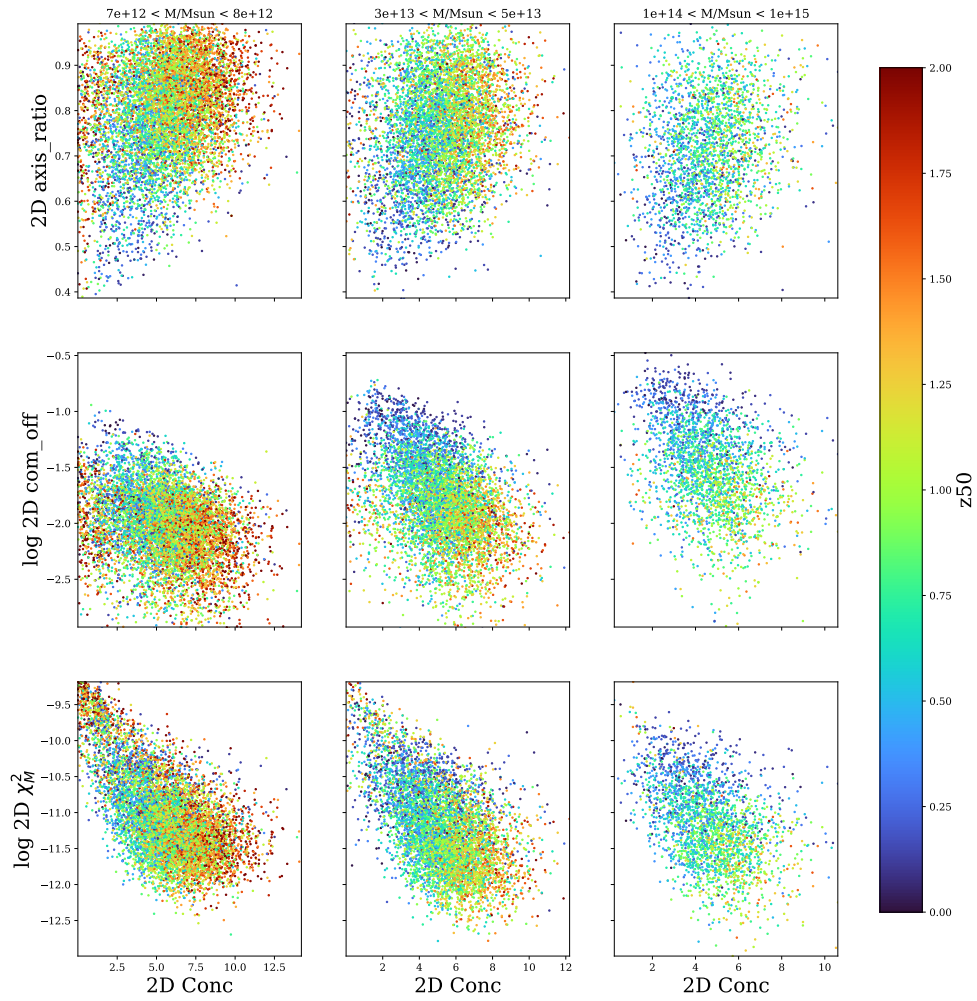 7e+12 < M/Msun < 8e+12
3e+13 < M/Msun < 5e+13
1e+14 < M/Msun < 1e+15
0.9
0.8
0.7
0.6
0.5
0.4
2D axis_ratio
−0.5
−1.0
−1.5
−2.0
−2.5
log 2D com_off
−9.5
−10.0
−10.5
−11.0
−11.5
−12.0
−12.5
log 2D χ²_M
2.5 5.0 7.5 10.0 12.5
2D Conc
2 4 6 8 10 12
2D Conc
2 4 6 8 10
2D Conc
2.00
1.75
1.50
1.25
1.00
0.75
0.50
0.25
0.00
z50